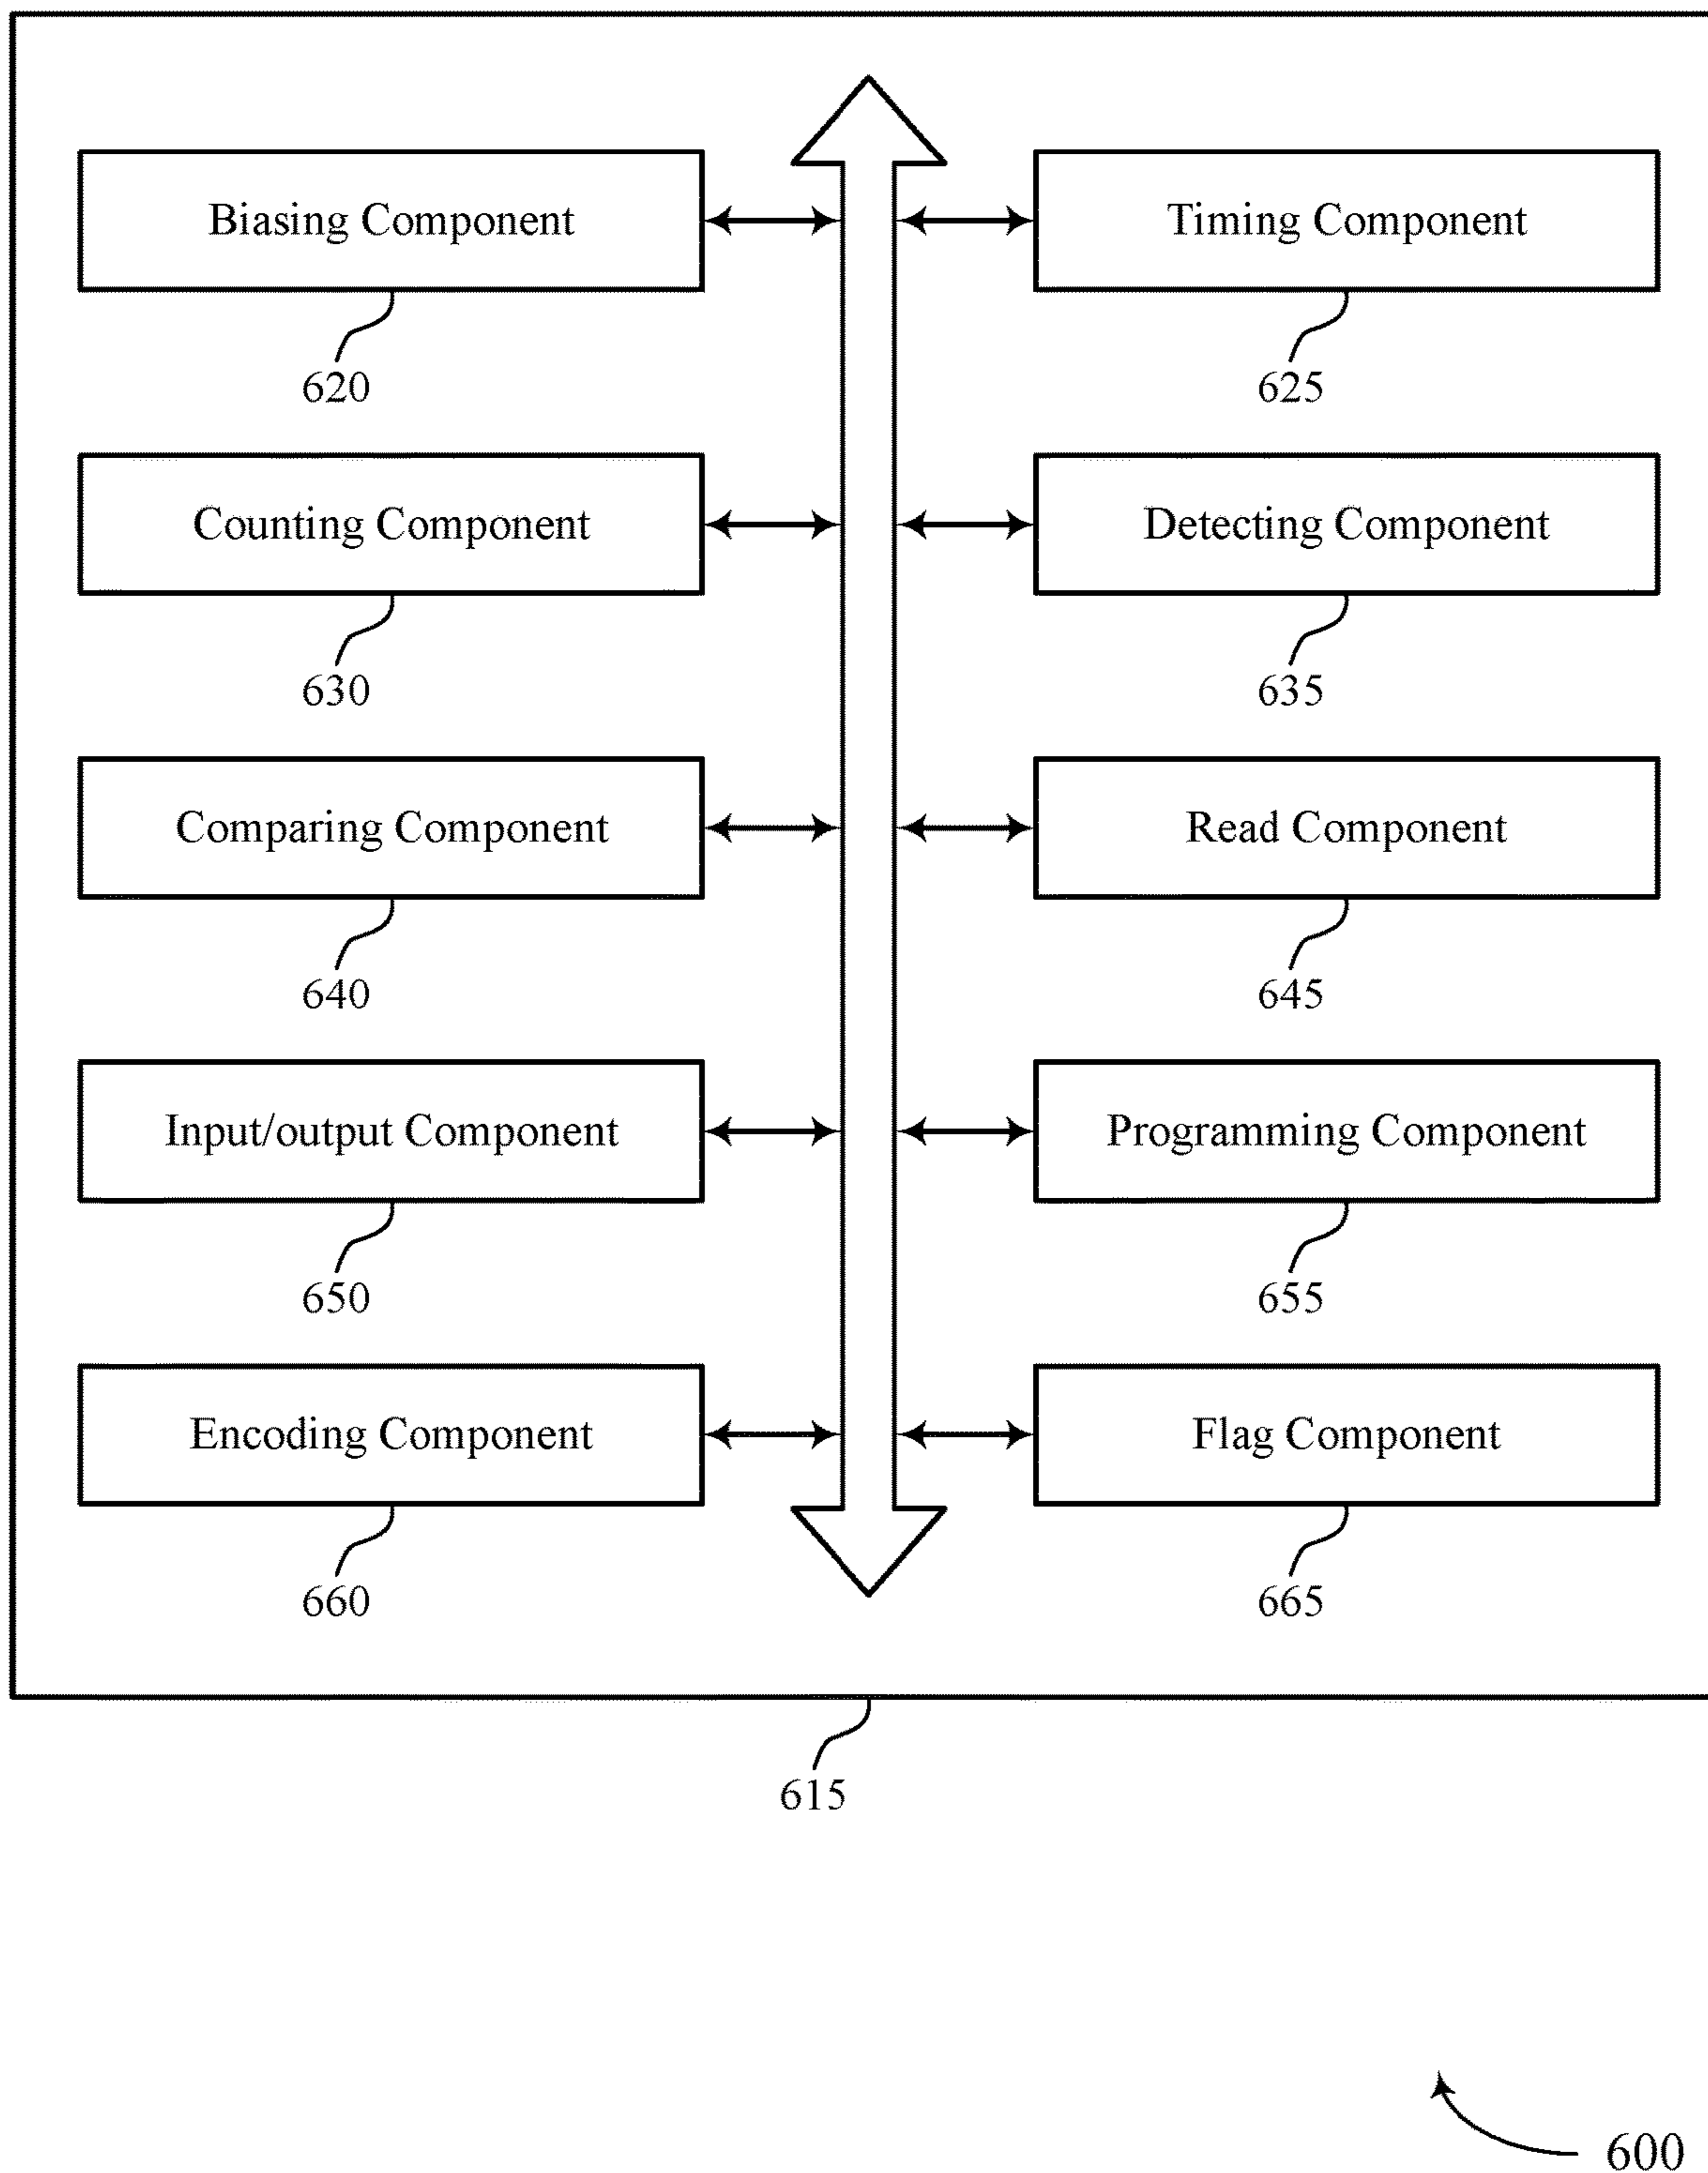 Biasing Component
Timing Component
620
625
Counting Component
Detecting Component
630
635
Comparing Component
Read Component
640
645
Input/output Component
Programming Component
650
655
Encoding Component
Flag Component
660
665
615
600